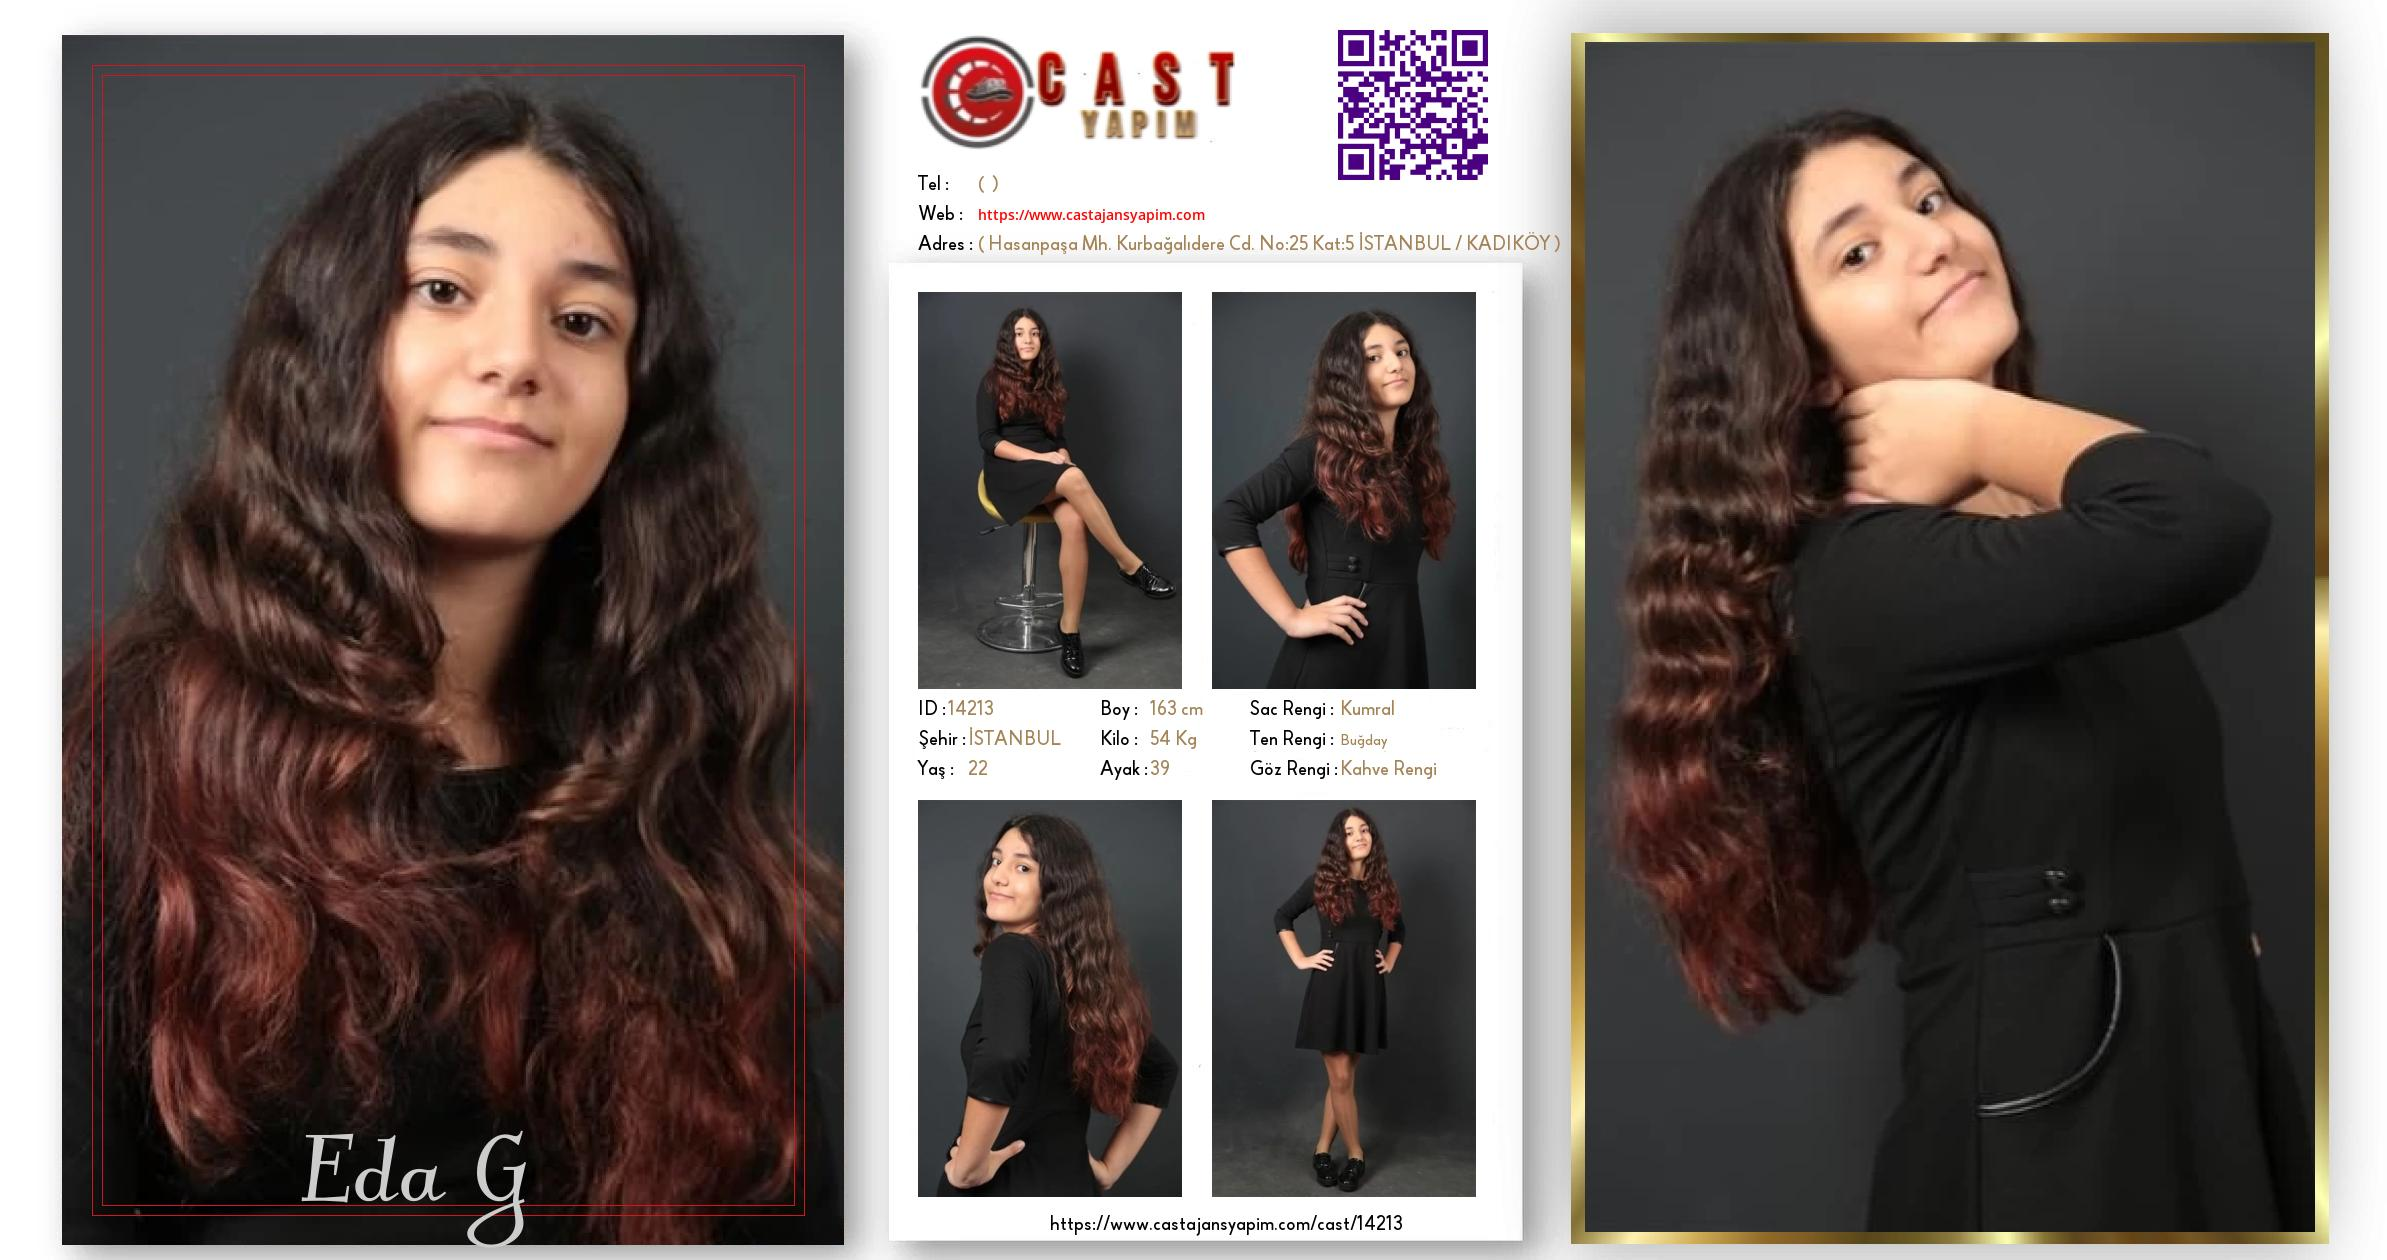 CAST
YAPIM
Tel : ( )
Web : https://www.castajansyapim.com
Adres : ( Hasanpaşa Mh. Kurbağalıdere Cd. No:25 Kat:5 İSTANBUL / KADIKÖY )
ID : 14213 Boy : 163 cm Sac Rengi : Kumral
Şehir : İSTANBUL Kilo : 54 Kg Ten Rengi : Buğday
Yaş : 22 Ayak : 39 Göz Rengi : Kahve Rengi
Eda G
https://www.castajansyapim.com/cast/14213